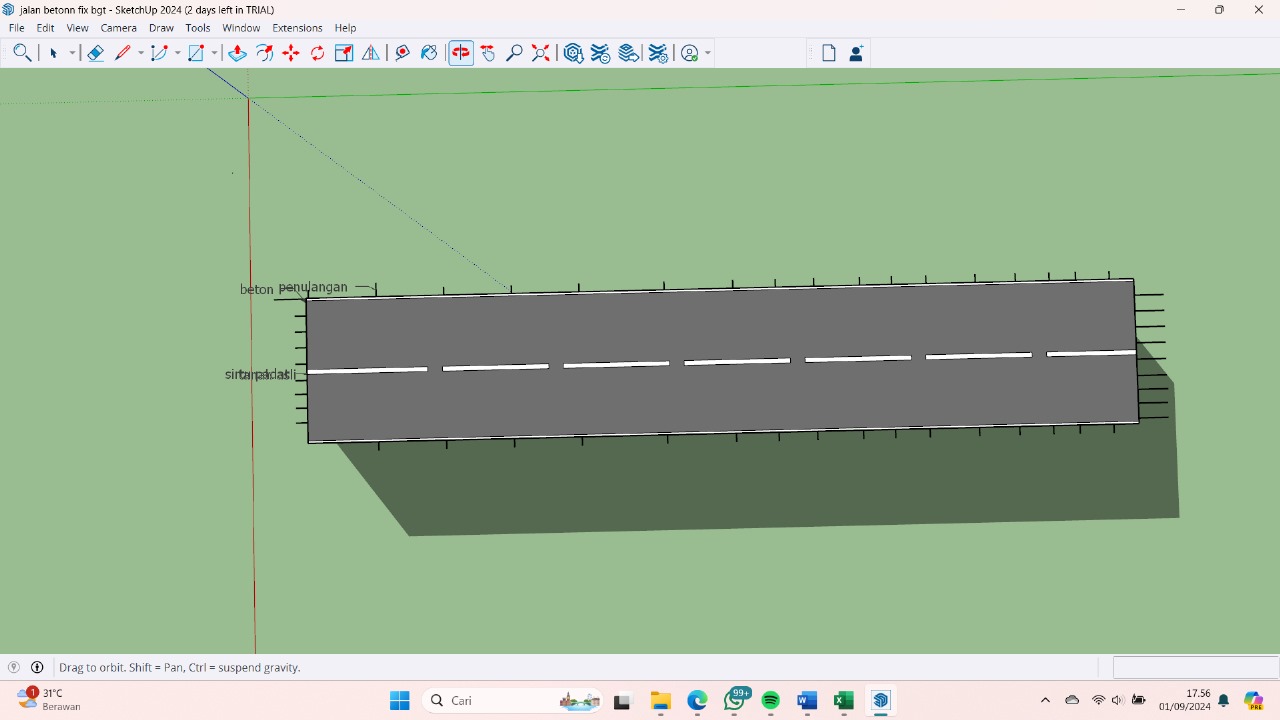 jalan betonn fix bgt - SketchUp 2024 (2 days left in TRIAL)
File Edit View Camera Draw Tools Window Extensions Help
beton penulangan
sirtu padat
Drag to orbit. Shift = Pan, Ctrl = suspend gravity.
1
31°C
Berawan
Cari
99+
17.56
01/09/2024
PRE